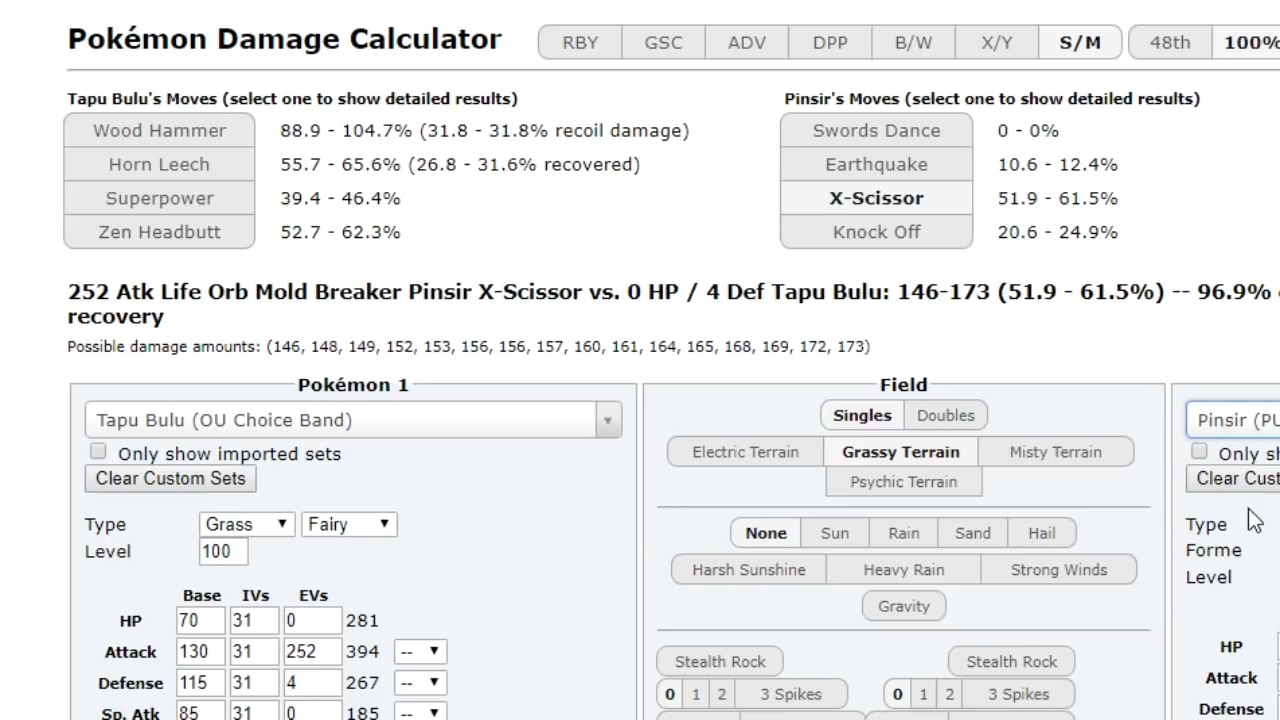 Pokémon Damage Calculator
RBY GSC ADV DPP B/W X/Y S/M 48th 100%
Tapu Bulu's Moves (select one to show detailed results)
Wood Hammer 88.9 - 104.7% (31.8 - 31.8% recoil damage)
Horn Leech 55.7 - 65.6% (26.8 - 31.6% recovered)
Superpower 39.4 - 46.4%
Zen Headbutt 52.7 - 62.3%
Pinsir's Moves (select one to show detailed results)
Swords Dance 0 - 0%
Earthquake 10.6 - 12.4%
X-Scissor 51.9 - 61.5%
Knock Off 20.6 - 24.9%
252 Atk Life Orb Mold Breaker Pinsir X-Scissor vs. 0 HP / 4 Def Tapu Bulu: 146-173 (51.9 - 61.5%) -- 96.9%
recovery
Possible damage amounts: (146, 148, 149, 152, 153, 156, 156, 157, 160, 161, 164, 165, 168, 169, 172, 173)
Pokémon 1
Tapu Bulu (OU Choice Band)
Only show imported sets
Clear Custom Sets
Type Grass Fairy
Level 100
Base IVs EVs
HP 70 31 0 281
Attack 130 31 252 394 --
Defense 115 31 4 267 --
Sp. Atk 85 31 0 185 --
Field
Singles Doubles
Electric Terrain Grassy Terrain Misty Terrain
Psychic Terrain
None Sun Rain Sand Hail
Harsh Sunshine Heavy Rain Strong Winds
Gravity
Stealth Rock Stealth Rock
0 1 2 3 Spikes 0 1 2 3 Spikes
Pinsir (PU
Only sh
Clear Cust
Type
Forme
Level
HP
Attack
Defense